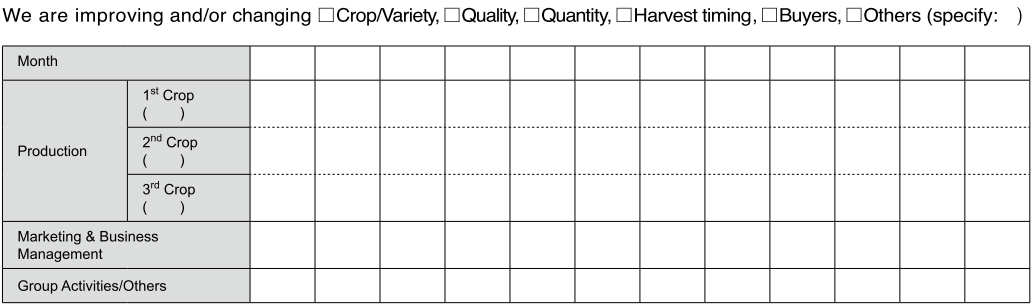 We are improving and/or changing ☐Crop/Variety, ☐Quality, ☐Quantity, ☐Harvest timing, ☐Buyers, ☐Others (specify:    )
Month
Production
1st Crop
(        )
2nd Crop
(        )
3rd Crop
(        )
Marketing & Business
Management
Group Activities/Others